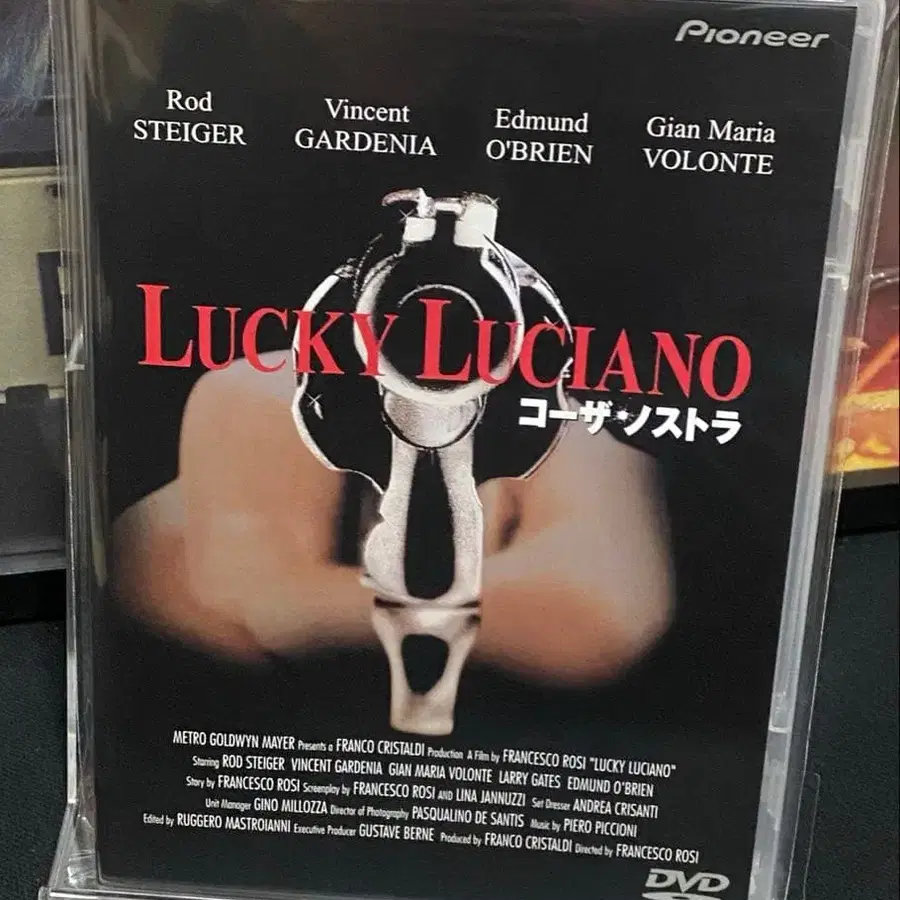 Pioneer
Rod STEIGER
Vincent GARDENIA
Edmund O'BRIEN
Gian Maria VOLONTE
LUCKY LUCIANO
コーザ・ノストラ
METRO GOLDWYN MAYER Presents a FRANCO CRISTALDI Production A Film by FRANCESCO ROSI "LUCKY LUCIANO"
Starring ROD STEIGER VINCENT GARDENIA GIAN MARIA VOLONTE LARRY GATES EDMUND O'BRIEN
Story by FRANCESCO ROSI Screenplay by FRANCESCO ROSI AND LINA JANNUZZI Set Dresser ANDREA CRISANTI
Unit Manager GINO MILLOZZA Director of Photography PASQUALINO DE SANTIS Music by PIERO PICCIONI
Edited by RUGGERO MASTROIANNI Executive Producer GUSTAVE BERNE Produced by FRANCO CRISTALDI Directed by FRANCESCO ROSI
DVD